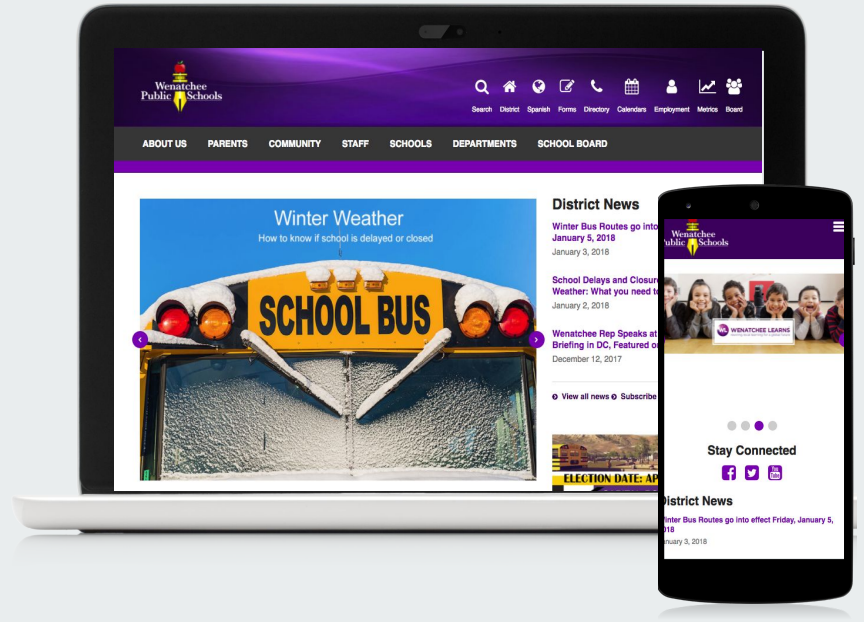 Wenatchee
Public Schools
Search District Spanish Forms Directory Calendars Employment Metrics Board
ABOUT US PARENTS COMMUNITY STAFF SCHOOLS DEPARTMENTS SCHOOL BOARD
Winter Weather
How to know if school is delayed or closed
SCHOOL BUS
District News
Winter Bus Routes go into
January 5, 2018
January 3, 2018
School Delays and Closur
Weather: What you need t
January 2, 2018
Wenatchee Rep Speaks at
Briefing in DC, Featured o
December 12, 2017
View all news Subscribe
ELECTION DATE: AP
Wenatchee
ublic Schools
WENATCHEE LEARNS
Stay Connected
You
Tube
District News
inter Bus Routes go into effect Friday, January 5,
018
anuary 3, 2018